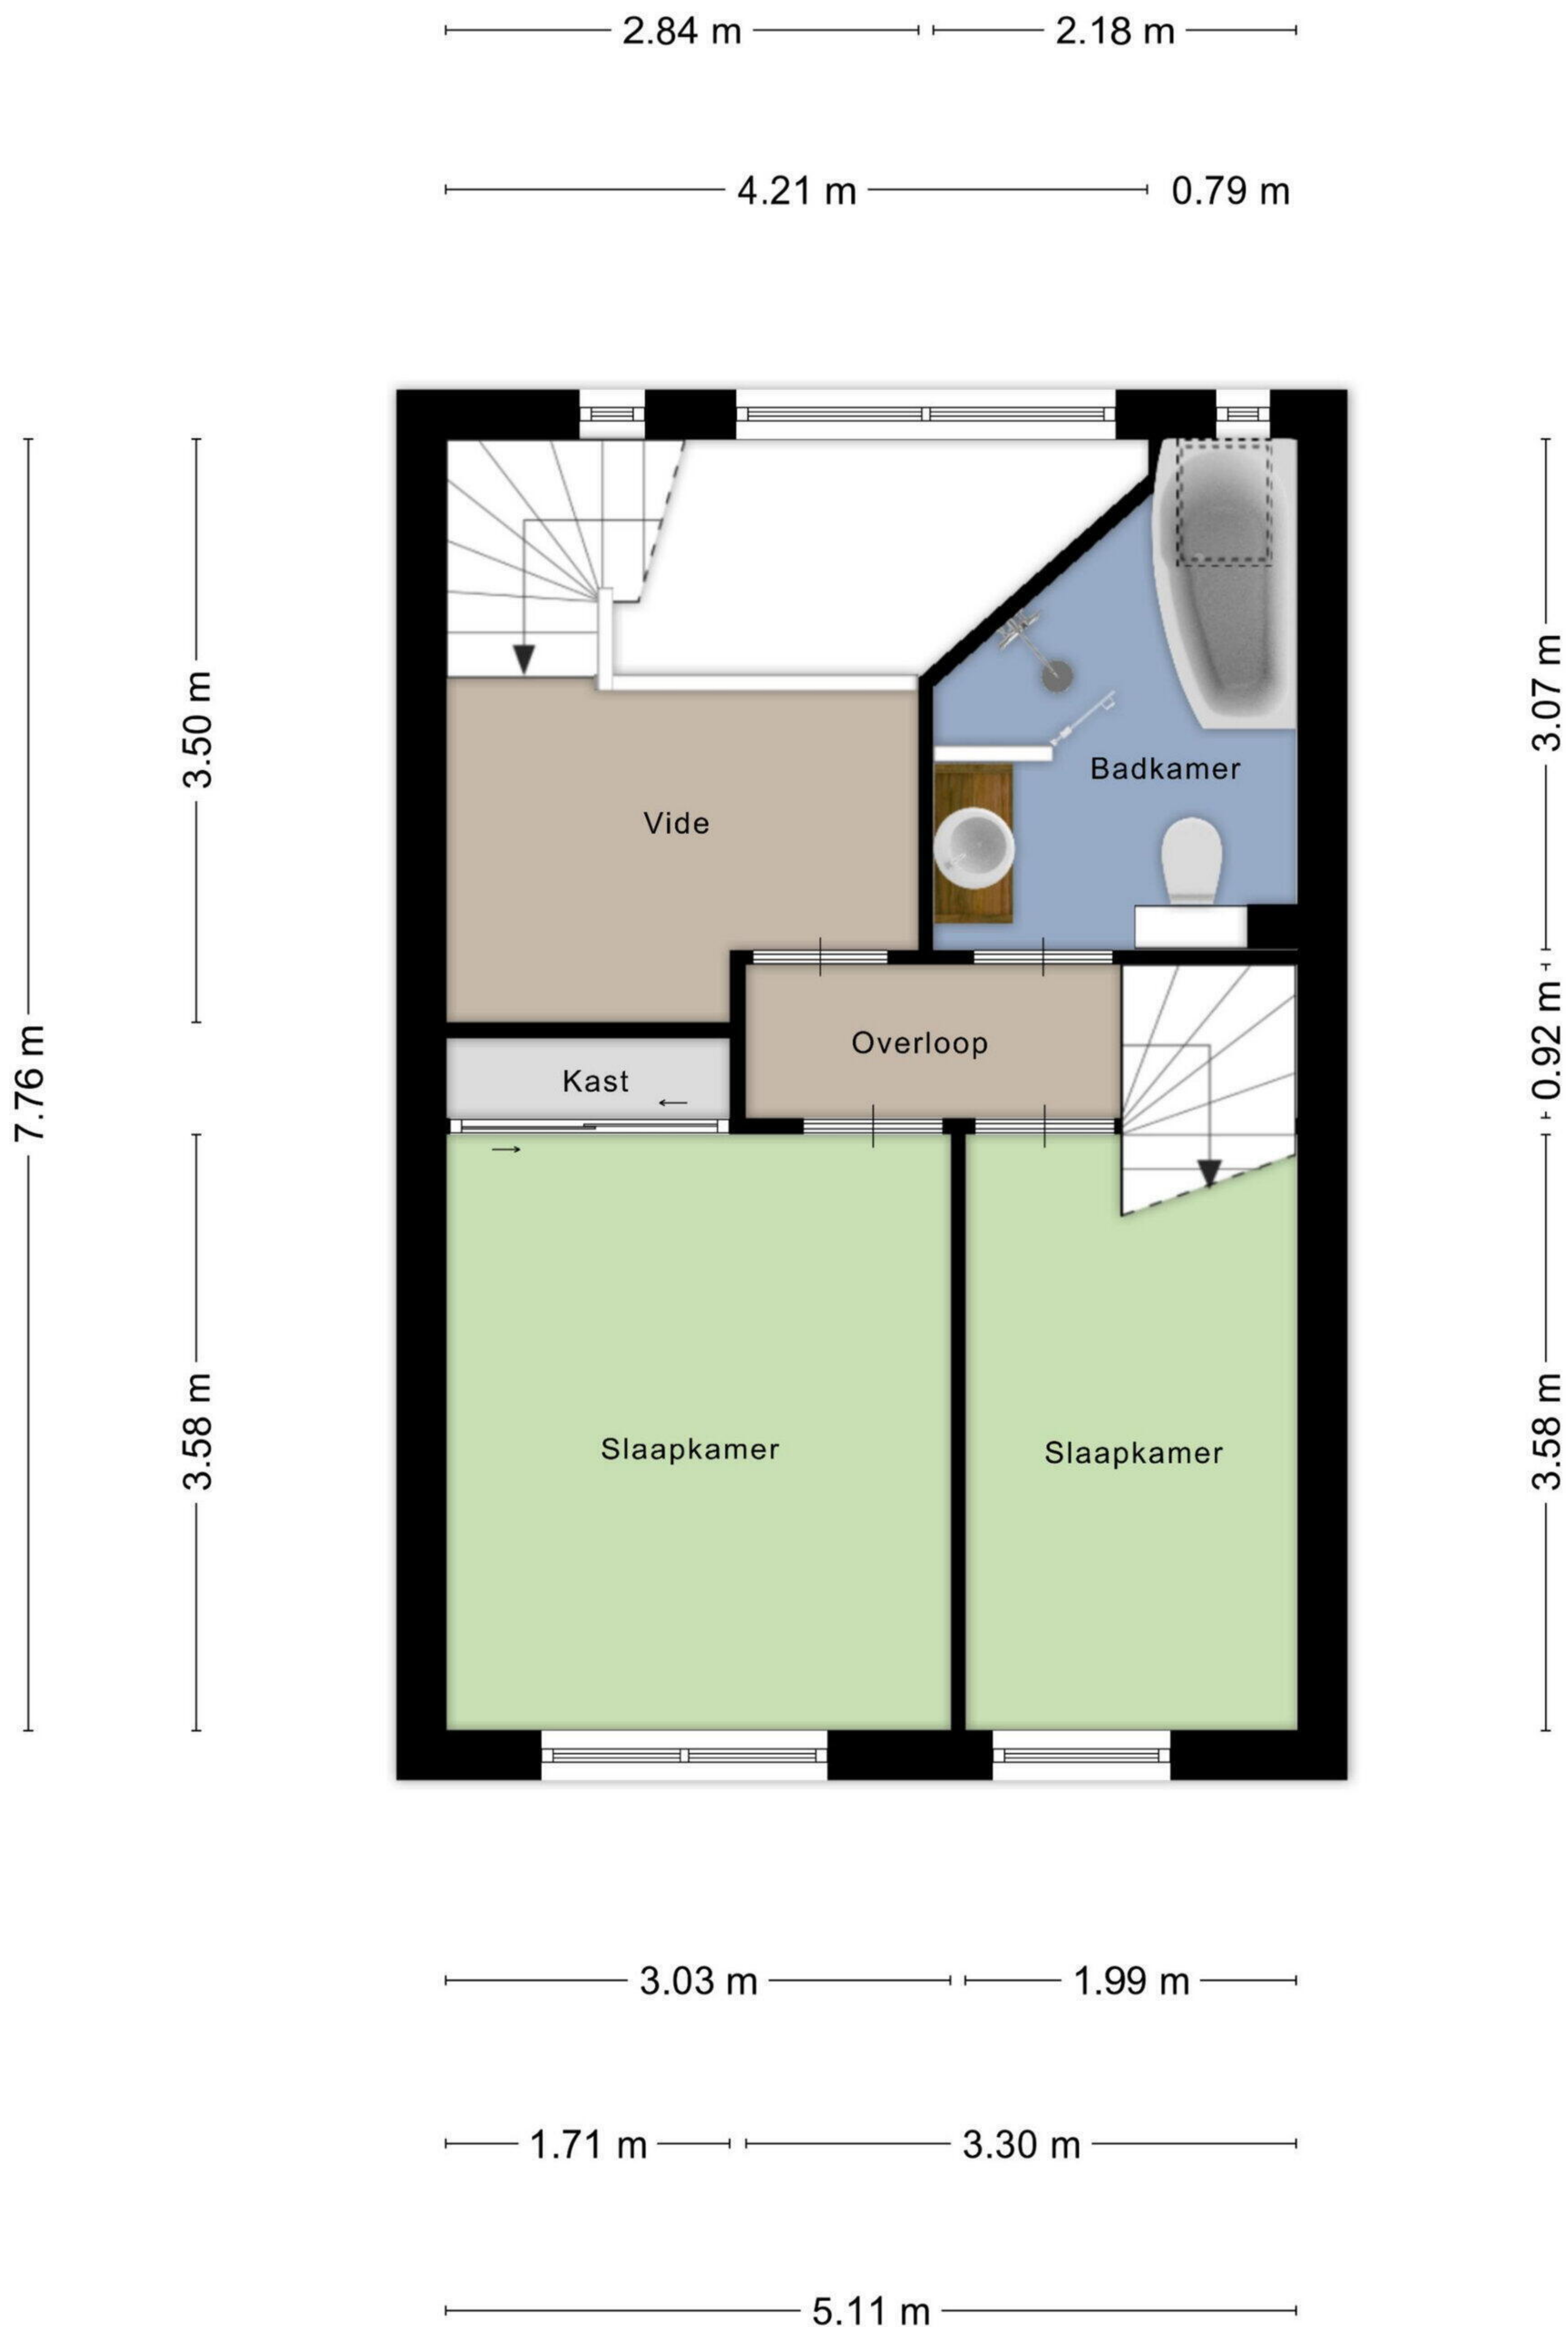 2.84 m 2.18 m
4.21 m 0.79 m
3.50 m
3.07 m
Badkamer
Vide
7.76 m
0.92 m
Overloop
Kast
3.58 m
3.58 m
Slaapkamer Slaapkamer
3.03 m 1.99 m
1.71 m 3.30 m
5.11 m